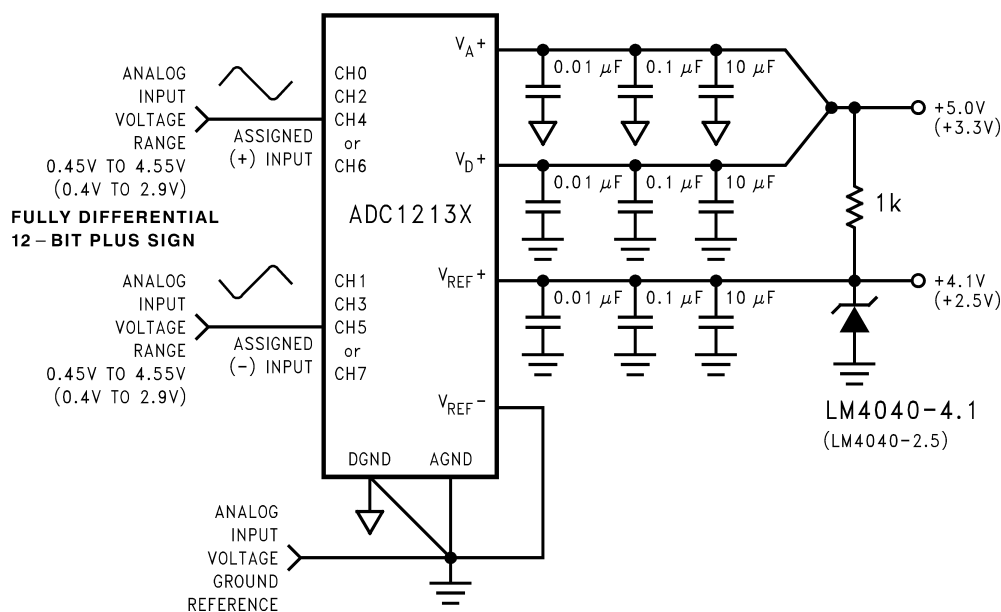 ANALOG
INPUT
VOLTAGE
RANGE
0.45V TO 4.55V
(0.4V TO 2.9V)
FULLY DIFFERENTIAL
12–BIT PLUS SIGN
ASSIGNED
(+) INPUT
CH0
CH2
CH4
or
CH6
ADC1213X
ANALOG
INPUT
VOLTAGE
RANGE
0.45V TO 4.55V
(0.4V TO 2.9V)
ASSIGNED
(−) INPUT
CH1
CH3
CH5
or
CH7
VA+
0.01 µF 0.1 µF 10 µF
+5.0V
(+3.3V)
VD+
0.01 µF 0.1 µF 10 µF
1k
VREF+
0.01 µF 0.1 µF 10 µF
+4.1V
(+2.5V)
VREF−
LM4040-4.1
(LM4040-2.5)
DGND AGND
ANALOG
INPUT
VOLTAGE
GROUND
REFERENCE